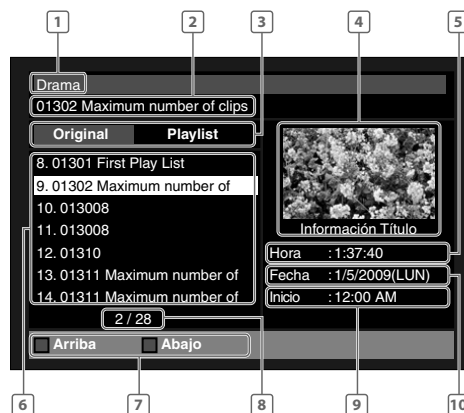 1 2 3 4 5
Drama
01302 Maximum number of clips
Original Playlist
8. 01301 First Play List
9. 01302 Maximum number of
10. 013008
11. 013008
12. 01310
13. 01311 Maximum number of
14. 01311 Maximum number of
2 / 28
Arriba Abajo
Información Título
Hora : 1:37:40
Fecha : 1/5/2009(LUN)
Inicio : 12:00 AM
6 7 8 9 10